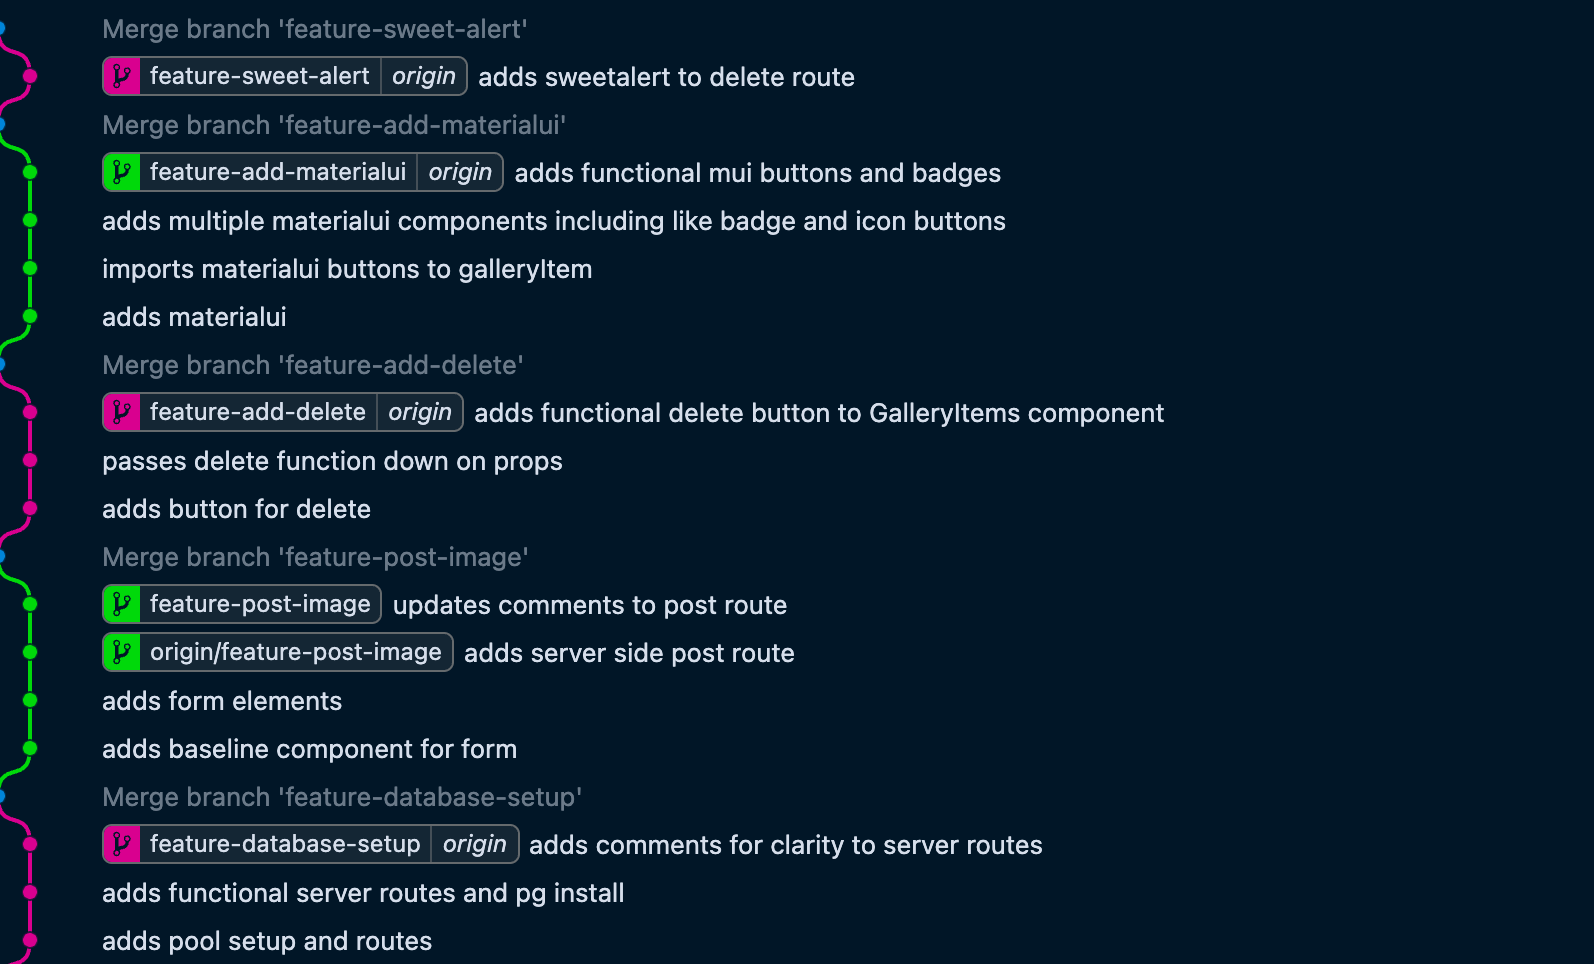 Merge branch 'feature-sweet-alert'
feature-sweet-alert origin adds sweetalert to delete route
Merge branch 'feature-add-materialui'
feature-add-materialui origin adds functional mui buttons and badges
adds multiple materialui components including like badge and icon buttons
imports materialui buttons to galleryItem
adds materialui
Merge branch 'feature-add-delete'
feature-add-delete origin adds functional delete button to GalleryItems component
passes delete function down on props
adds button for delete
Merge branch 'feature-post-image'
feature-post-image updates comments to post route
origin/feature-post-image adds server side post route
adds form elements
adds baseline component for form
Merge branch 'feature-database-setup'
feature-database-setup origin adds comments for clarity to server routes
adds functional server routes and pg install
adds pool setup and routes